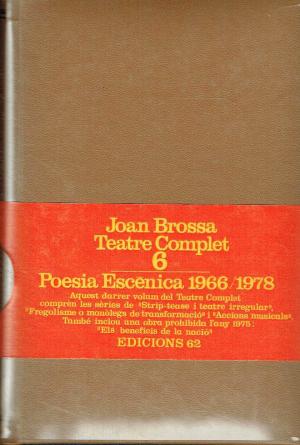 Joan Brossa
Teatre Complet
6
Poesia Escènica 1966/1978
Aquest darrer volum del Teatre Complet
comprèn les sèries de "Strip-tease i teatre irregular",
"Fregolisme o monòlegs de transformació" i "Accions musicals".
També inclou una obra prohibida l'any 1975:
"Els beneficis de la nació"
EDICIONS 62